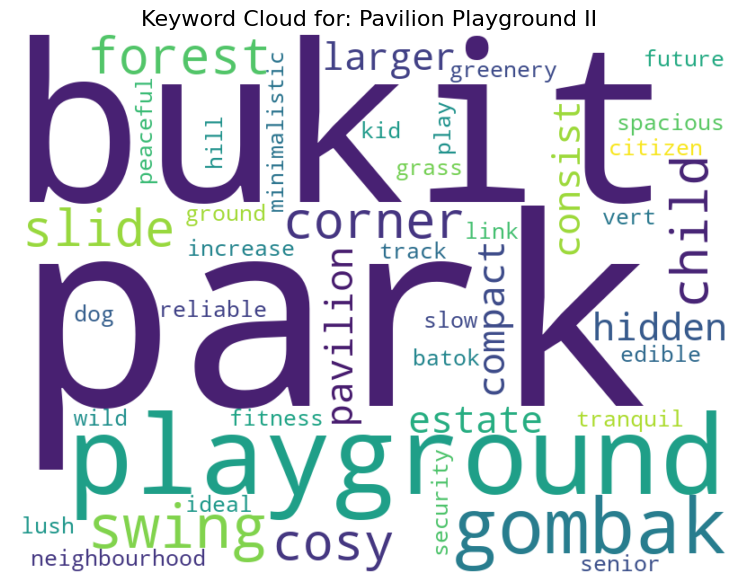 Keyword Cloud for: Pavilion Playground II
bukit
forest
larger
greenery
future
peaceful
hill
minimalistic
kid
play
grass
consist
spacious
citizen
child
slide
ground
corner
link
vert
increase
track
park
pavilion
compact
dog
reliable
slow
hidden
batok
edible
wild
fitness
estate
tranquil
playground
security
ideal
lush
swing
cosy
gombak
neighbourhood
senior